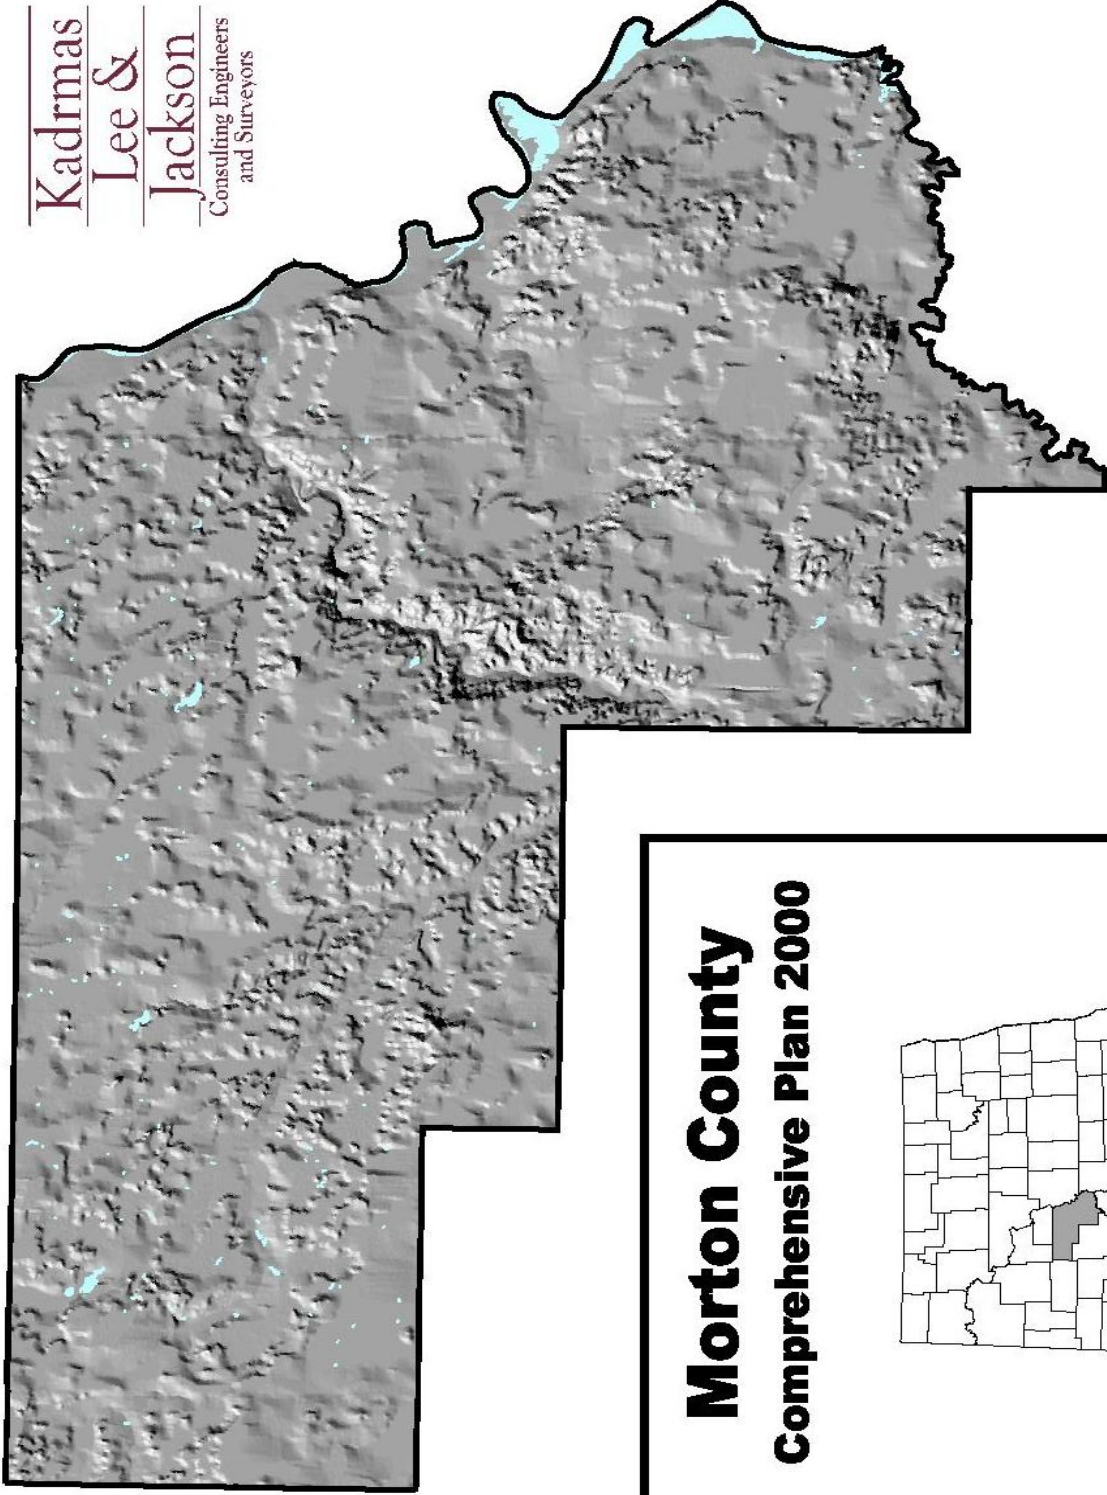 Kadrmas
Lee &
Jackson
Consulting Engineers
and Surveyors
Morton County
Comprehensive Plan 2000